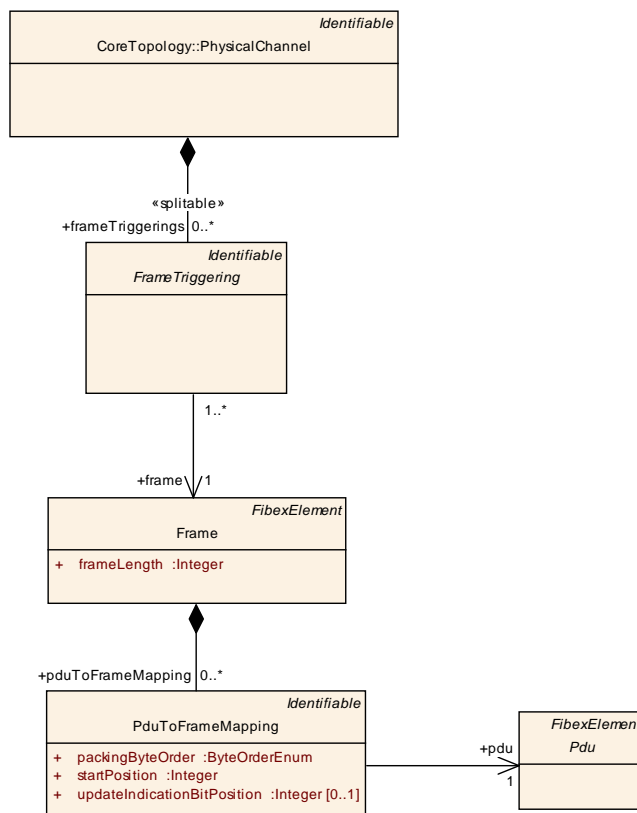 Identifiable
CoreTopology::PhysicalChannel
«splitable»
+frameTriggerings 0..*
Identifiable
FrameTriggering
1..*
+frame 1
FibexElement
Frame
+ frameLength :Integer
+pduToFrameMapping 0..*
Identifiable
PduToFrameMapping
+ packingByteOrder :ByteOrderEnum
+ startPosition :Integer
+ updateIndicationBitPosition :Integer [0..1]
+pdu
1
FibexElement
Pdu